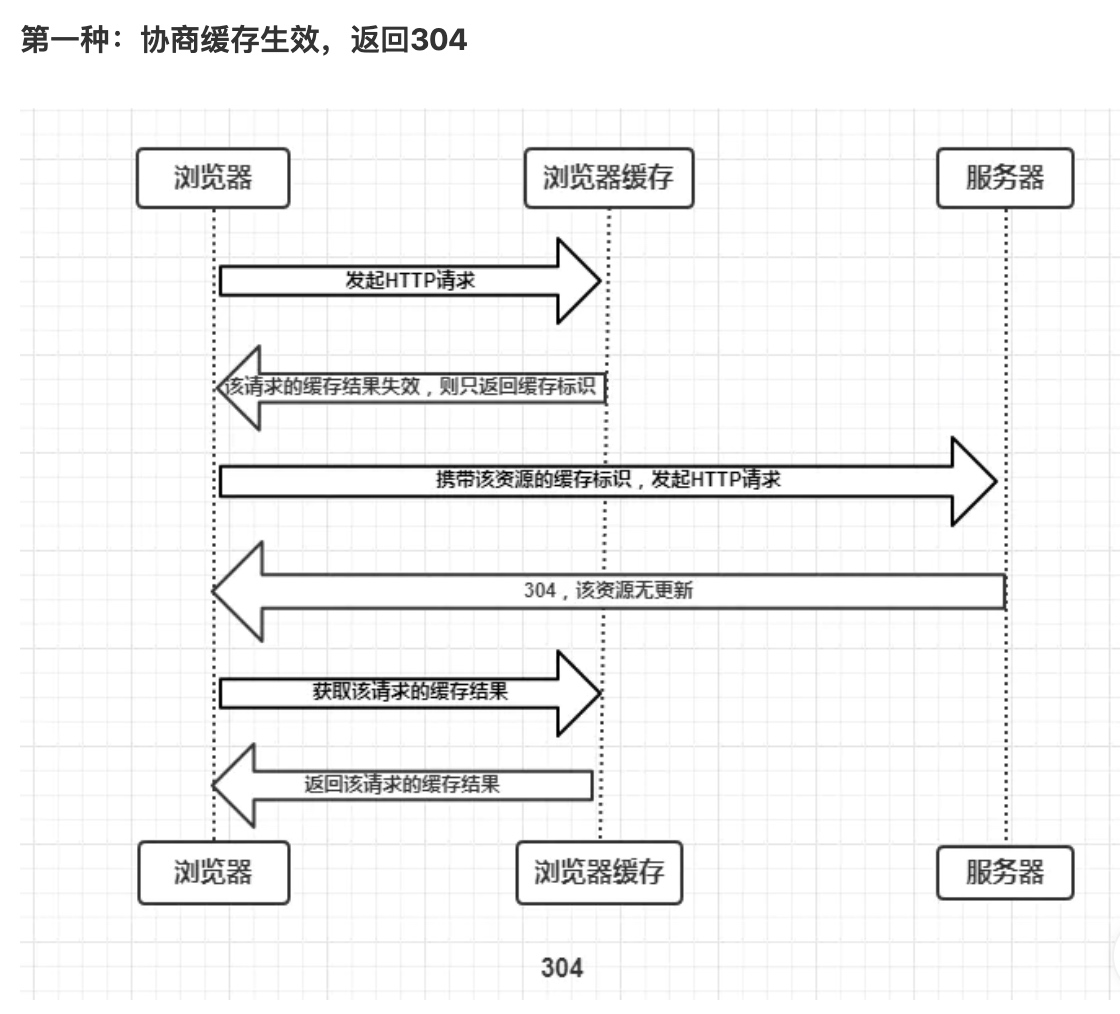 第一种：协商缓存生效，返回304
浏览器
浏览器缓存
服务器
发起HTTP请求
该请求的缓存结果失效，则只返回缓存标识
携带该资源的缓存标识，发起HTTP请求
304，该资源无更新
获取该请求的缓存结果
返回该请求的缓存结果
浏览器
浏览器缓存
服务器
304